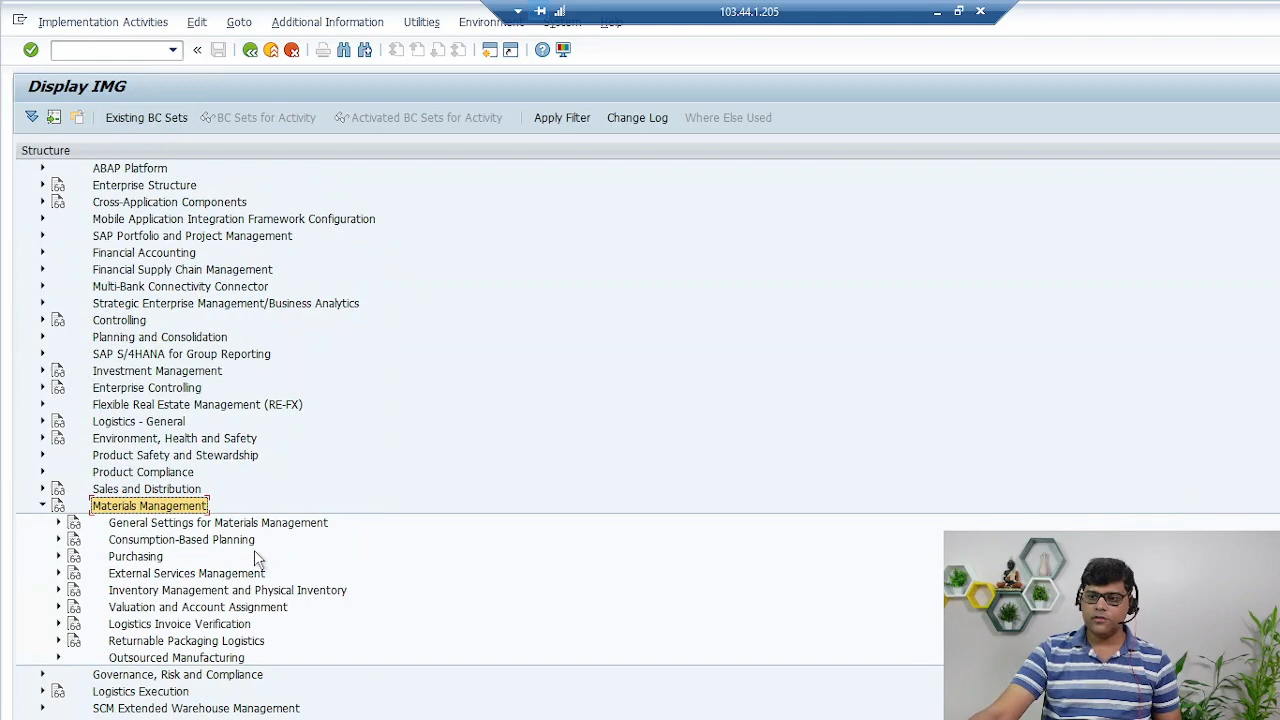 103.44.1.205
Implementation Activities Edit Goto Additional Information Utilities Environment System Help
Display IMG
Existing BC Sets BC Sets for Activity Activated BC Sets for Activity Apply Filter Change Log Where Else Used
Structure
ABAP Platform
Enterprise Structure
Cross-Application Components
Mobile Application Integration Framework Configuration
SAP Portfolio and Project Management
Financial Accounting
Financial Supply Chain Management
Multi-Bank Connectivity Connector
Strategic Enterprise Management/Business Analytics
Controlling
Planning and Consolidation
SAP S/4HANA for Group Reporting
Investment Management
Enterprise Controlling
Flexible Real Estate Management (RE-FX)
Logistics - General
Environment, Health and Safety
Product Safety and Stewardship
Product Compliance
Sales and Distribution
Materials Management
General Settings for Materials Management
Consumption-Based Planning
Purchasing
External Services Management
Inventory Management and Physical Inventory
Valuation and Account Assignment
Logistics Invoice Verification
Returnable Packaging Logistics
Outsourced Manufacturing
Governance, Risk and Compliance
Logistics Execution
SCM Extended Warehouse Management